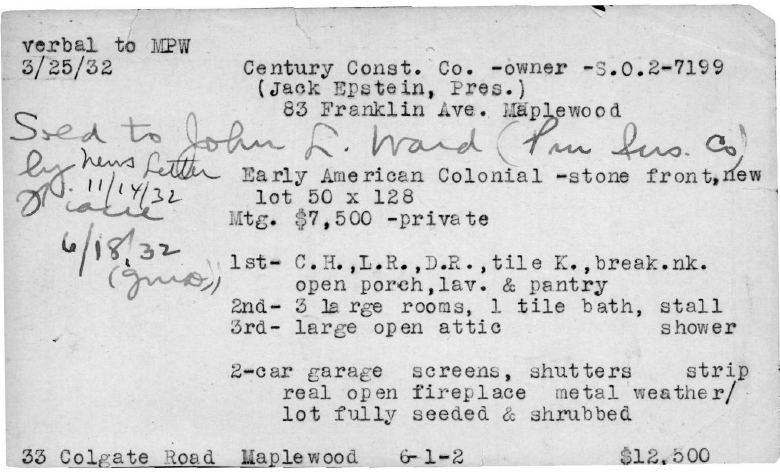 verbal to MPW
3/25/32
Century Const. Co. -owner -S.O.2-7199
(Jack Epstein, Pres.)
83 Franklin Ave. Maplewood
Sold to John L. Ward (Pru Ins. Co)
by News Letter
11/14/32
6/18/32
Early American Colonial -stone front,new
lot 50 x 128
Mtg. $7,500 -private
1st- C.H.,L.R.,D.R.,tile K.,break.nk.
open porch,lav. & pantry
2nd- 3 la rge rooms, 1 tile bath, stall
3rd- large open attic shower
2-car garage screens, shutters strip
real open fireplace metal weather/
lot fully seeded & shrubbed
33 Colgate Road Maplewood 6-1-2 $12,500